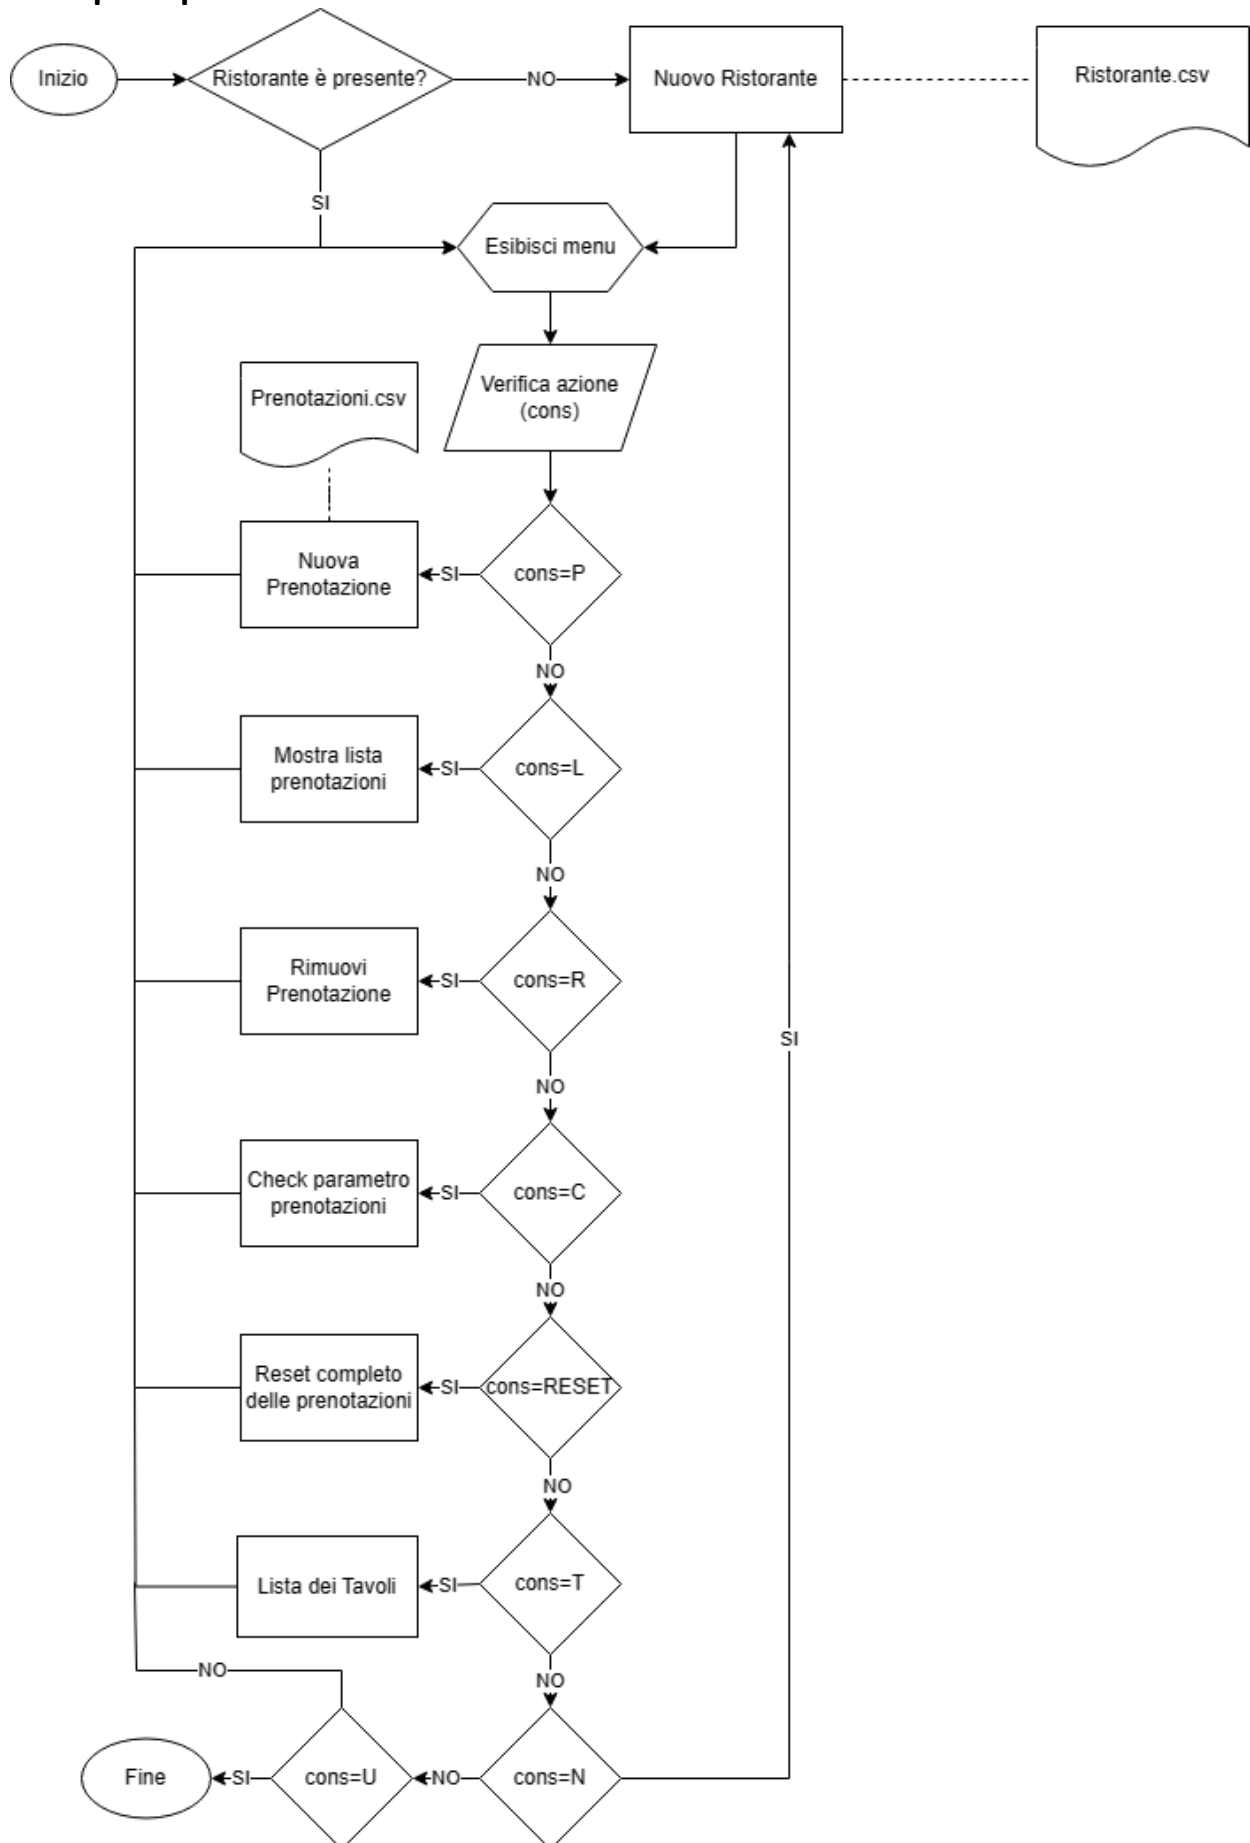 Inizio
Ristorante è presente?
NO
Nuovo Ristorante
Ristorante.csv
SI
Esibisci menu
Verifica azione
(cons)
Prenotazioni.csv
Nuova
Prenotazione
SI
cons=P
NO
Mostra lista
prenotazioni
SI
cons=L
NO
Rimuovi
Prenotazione
SI
cons=R
SI
NO
Check parametro
prenotazioni
SI
cons=C
NO
Reset completo
delle prenotazioni
SI
cons=RESET
NO
Lista dei Tavoli
SI
cons=T
NO
NO
Fine
SI
cons=U
NO
cons=N